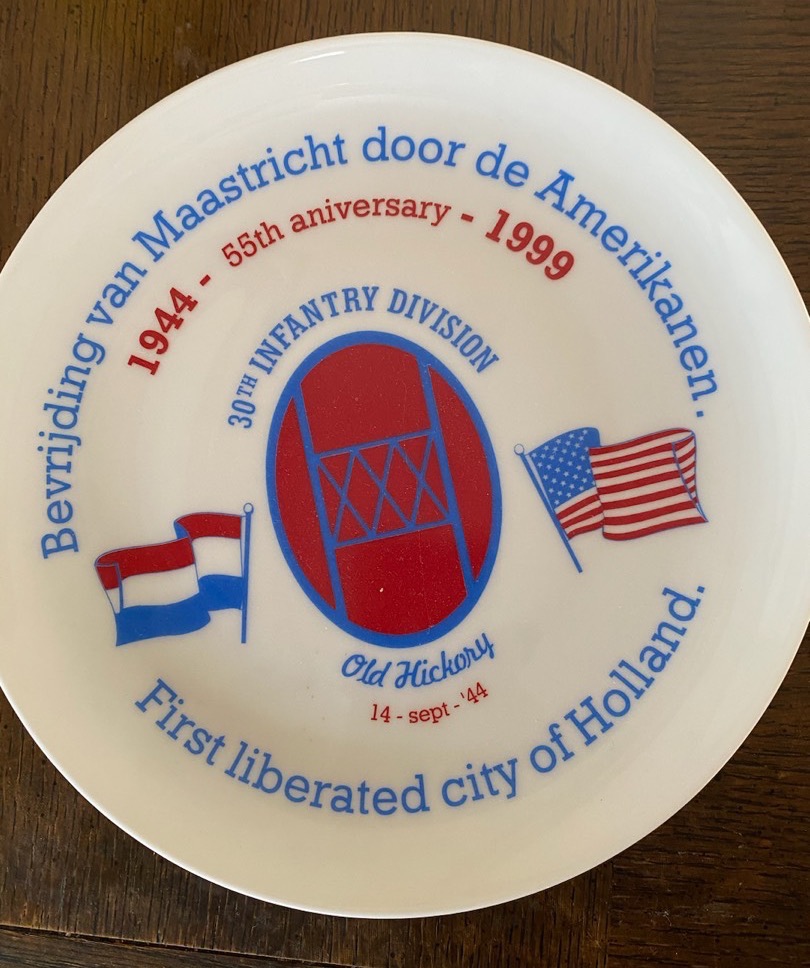 Bevrijding van Maastricht door de Amerikanen.
1944 - 55th aniversary - 1999
30TH INFANTRY DIVISION
Old Hickory
14 - sept - '44
First liberated city of Holland.